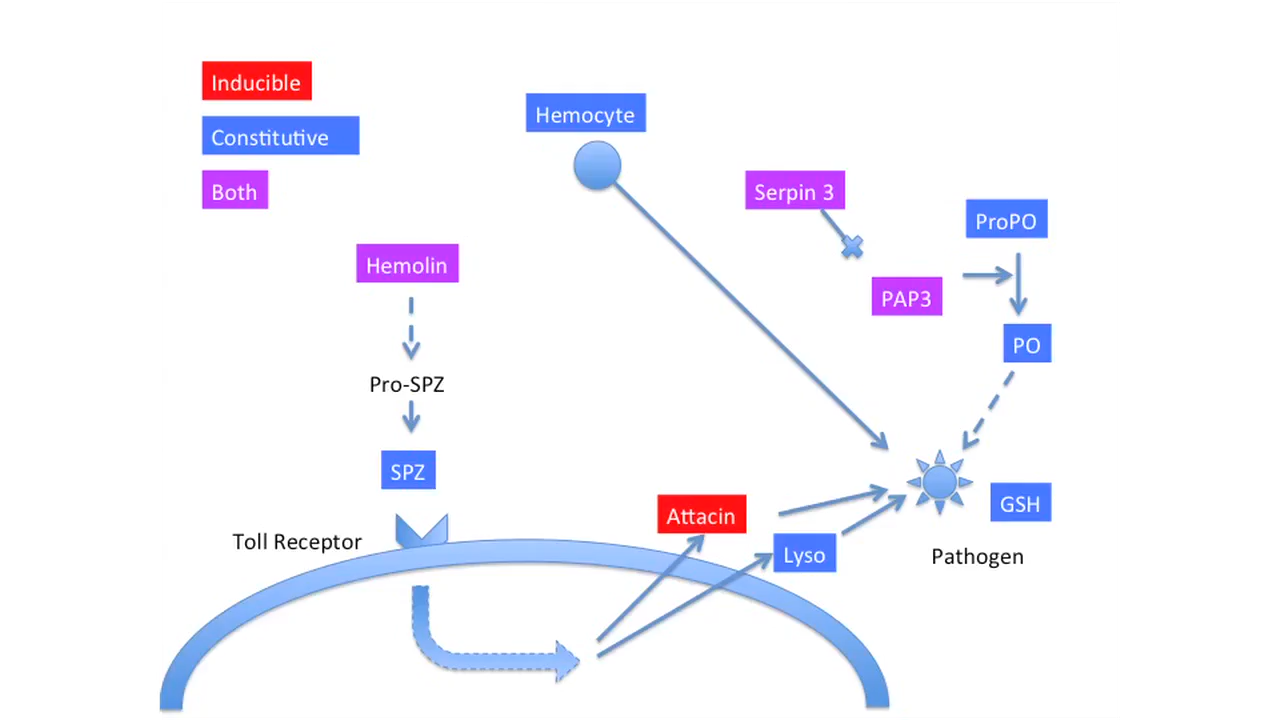 Inducible
Constitutive
Both
Hemocyte
Serpin 3
ProPO
Hemolin
PAP3
PO
Pro-SPZ
SPZ
GSH
Attacin
Toll Receptor
Lyso
Pathogen